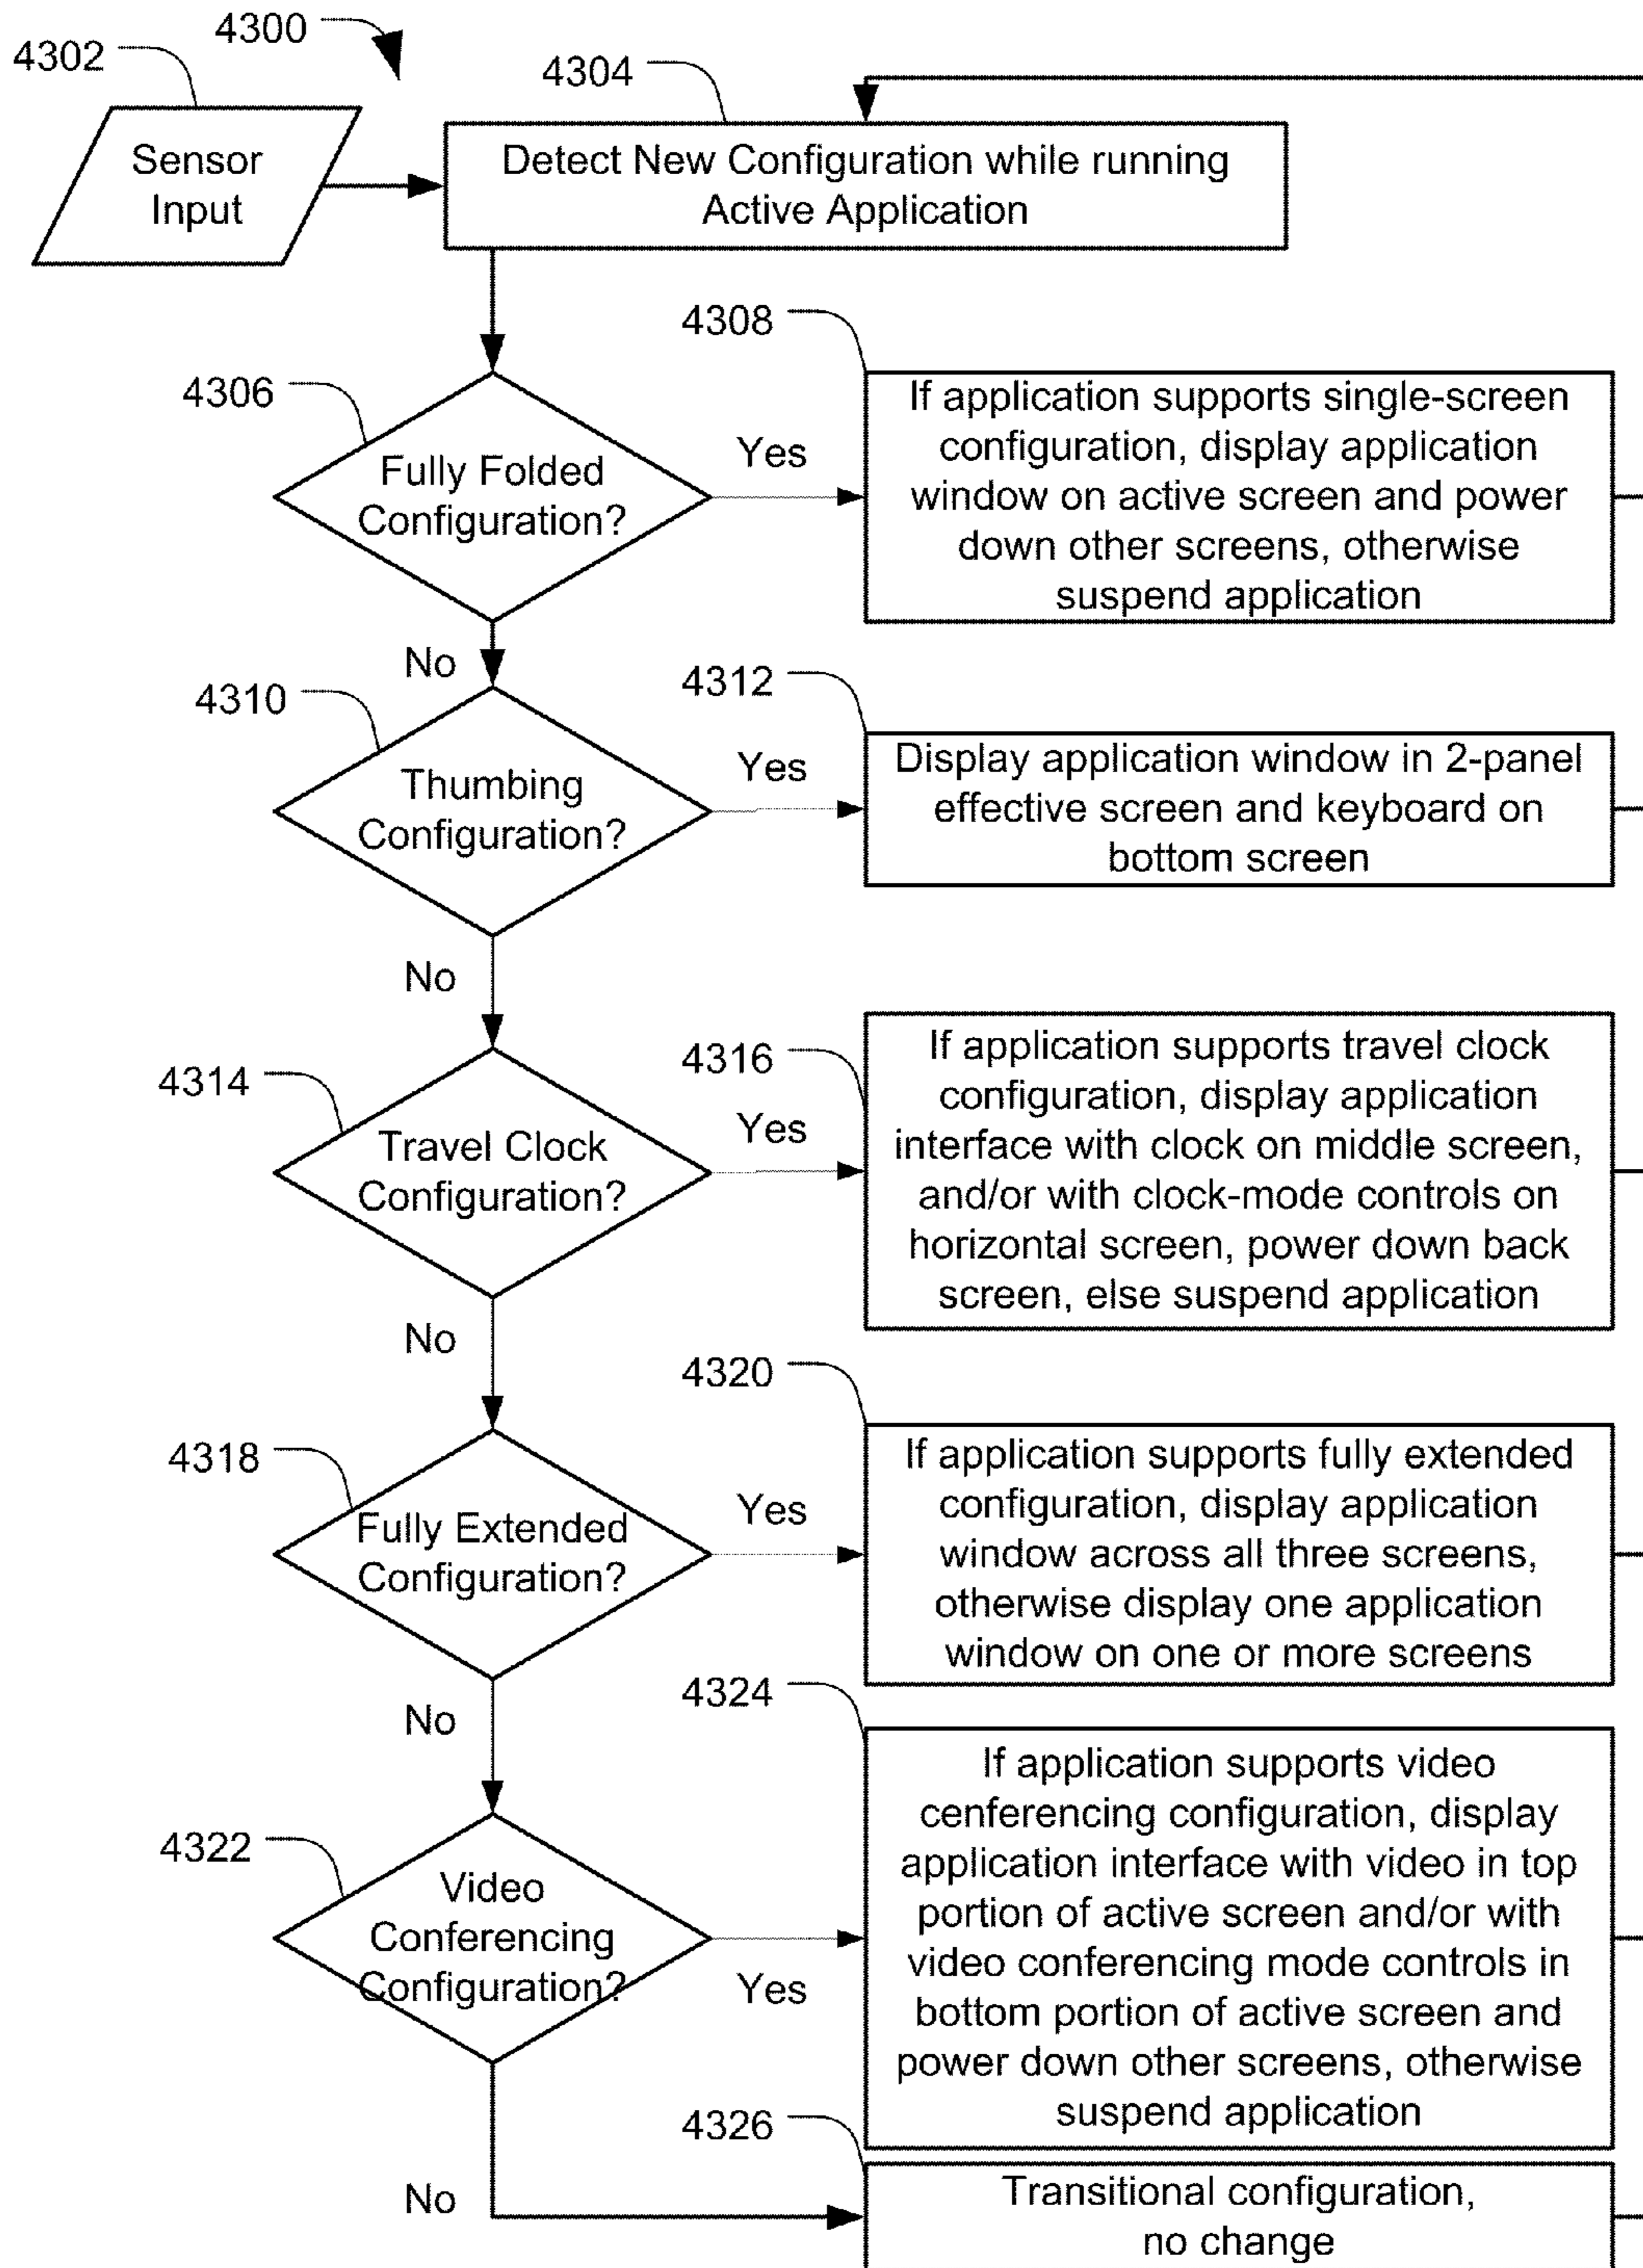 4300
4302
4304
Sensor
Input
Detect New Configuration while running
Active Application
4306
Fully Folded
Configuration?
Yes
No
4308
If application supports single-screen
configuration, display application
window on active screen and power
down other screens, otherwise
suspend application
4310
Thumbing
Configuration?
Yes
No
4312
Display application window in 2-panel
effective screen and keyboard on
bottom screen
4314
Travel Clock
Configuration?
Yes
No
4316
If application supports travel clock
configuration, display application
interface with clock on middle screen,
and/or with clock-mode controls on
horizontal screen, power down back
screen, else suspend application
4318
Fully Extended
Configuration?
Yes
No
4320
If application supports fully extended
configuration, display application
window across all three screens,
otherwise display one application
window on one or more screens
4322
Video
Conferencing
Configuration?
Yes
No
4324
If application supports video
cenferencing configuration, display
application interface with video in top
portion of active screen and/or with
video conferencing mode controls in
bottom portion of active screen and
power down other screens, otherwise
suspend application
4326
Transitional configuration,
no change